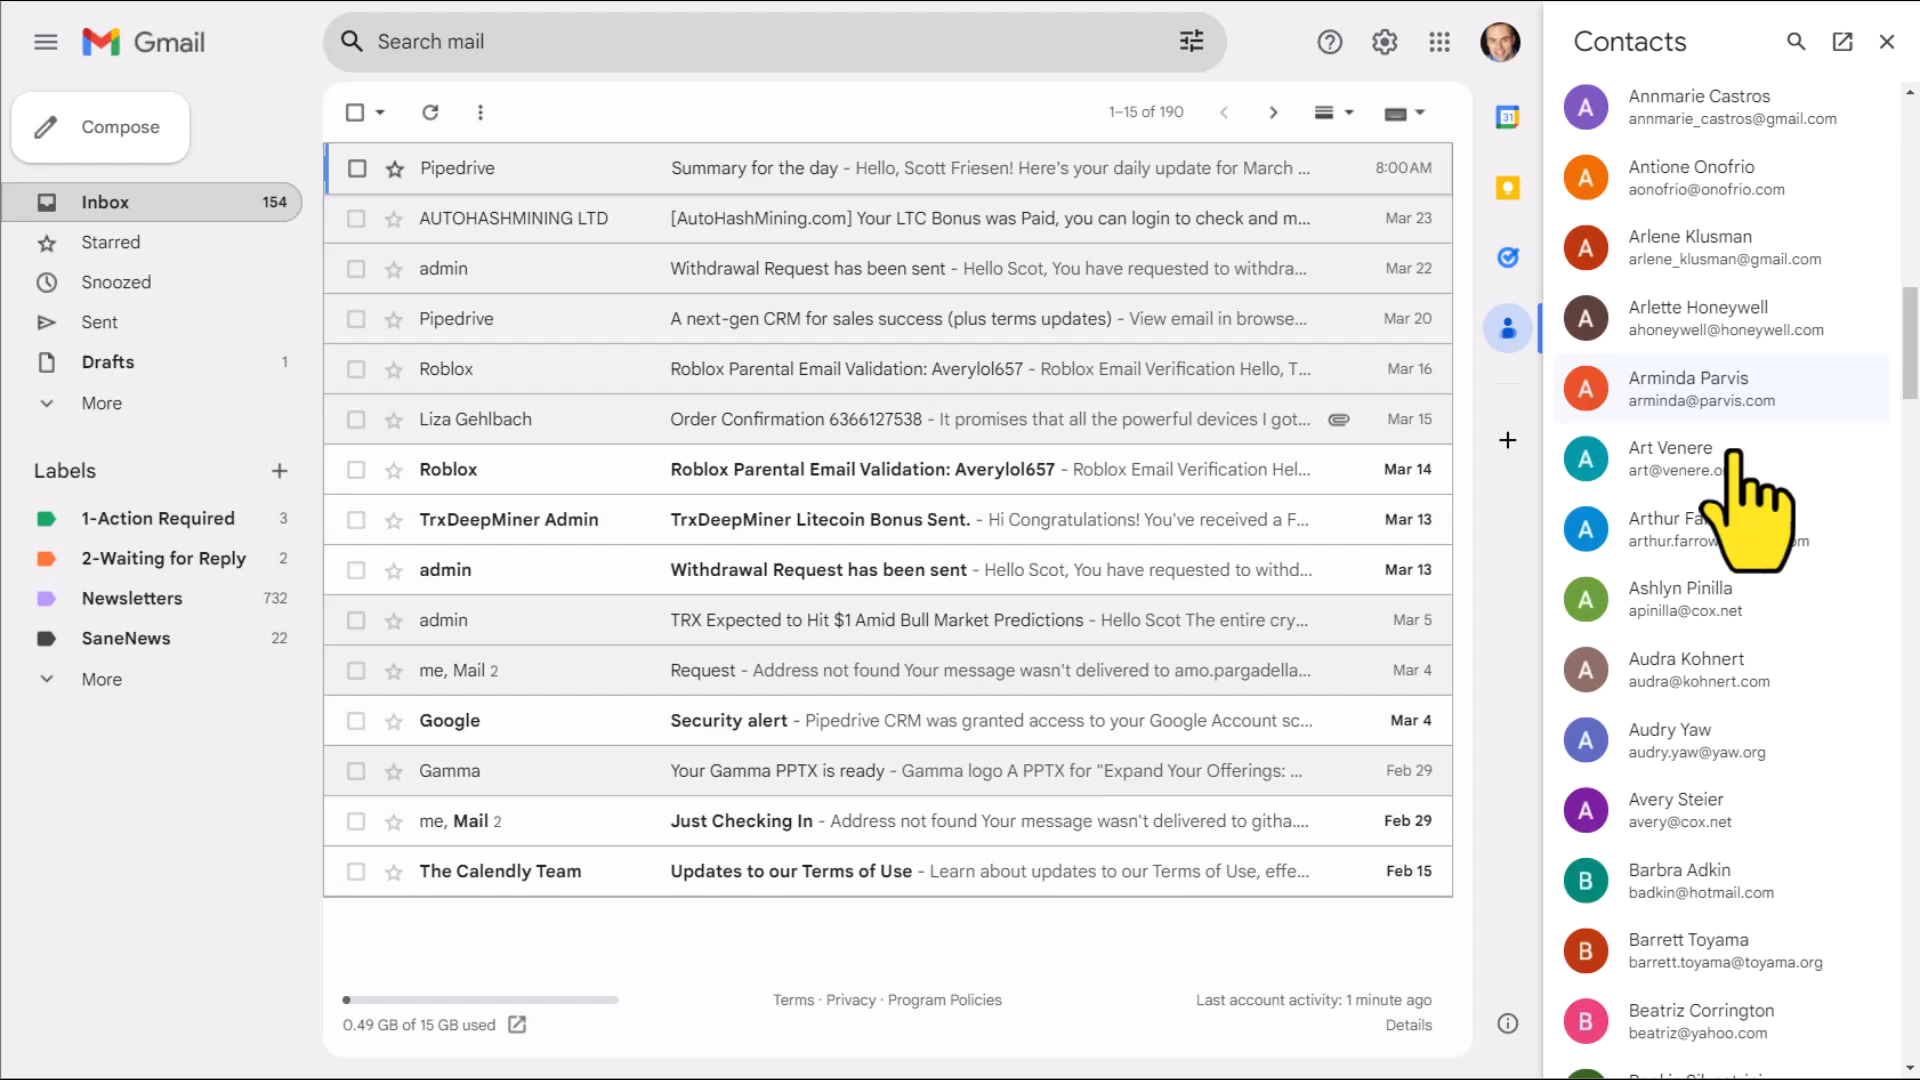 Gmail
Search mail
Compose
Inbox 154
Starred
Snoozed
Sent
Drafts 1
More
Labels
1-Action Required 3
2-Waiting for Reply 2
Newsletters 732
SaneNews 22
More
1–15 of 190
Pipedrive Summary for the day - Hello, Scott Friesen! Here's your daily update for March ... 8:00 AM
AUTOHASHMINING LTD [AutoHashMining.com] Your LTC Bonus was Paid, you can login to check and m... Mar 23
admin Withdrawal Request has been sent - Hello Scot, You have requested to withdra... Mar 22
Pipedrive A next-gen CRM for sales success (plus terms updates) - View email in browse... Mar 20
Roblox Roblox Parental Email Validation: Averylol657 - Roblox Email Verification Hello, T... Mar 16
Liza Gehlbach Order Confirmation 6366127538 - It promises that all the powerful devices I got... Mar 15
Roblox Roblox Parental Email Validation: Averylol657 - Roblox Email Verification Hel... Mar 14
TrxDeepMiner Admin TrxDeepMiner Litecoin Bonus Sent. - Hi Congratulations! You've received a F... Mar 13
admin Withdrawal Request has been sent - Hello Scot, You have requested to withd... Mar 13
admin TRX Expected to Hit $1 Amid Bull Market Predictions - Hello Scot The entire cry... Mar 5
me, Mail 2 Request - Address not found Your message wasn't delivered to amo.pargadella... Mar 4
Google Security alert - Pipedrive CRM was granted access to your Google Account sc... Mar 4
Gamma Your Gamma PPTX is ready - Gamma logo A PPTX for "Expand Your Offerings: ... Feb 29
me, Mail 2 Just Checking In - Address not found Your message wasn't delivered to githa.... Feb 29
The Calendly Team Updates to our Terms of Use - Learn about updates to our Terms of Use, effe... Feb 15
0.49 GB of 15 GB used
Terms · Privacy · Program Policies
Last account activity: 1 minute ago
Details
31
Contacts
A Annmarie Castros
annmarie_castros@gmail.com
A Antione Onofrio
aonofrio@onofrio.com
A Arlene Klusman
arlene_klusman@gmail.com
A Arlette Honeywell
ahoneywell@honeywell.com
A Arminda Parvis
arminda@parvis.com
A Art Venere
A Arthur
A Ashlyn Pinilla
apinilla@cox.net
A Audra Kohnert
audra@kohnert.com
A Audry Yaw
audry.yaw@yaw.org
A Avery Steier
avery@cox.net
B Barbra Adkin
badkin@hotmail.com
B Barrett Toyama
barrett.toyama@toyama.org
B Beatriz Corrington
beatriz@yahoo.com